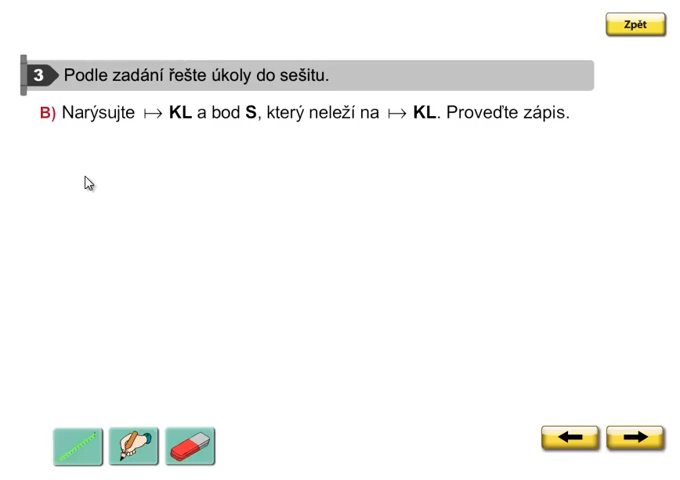 Zpět
3 Podle zadání řešte úkoly do sešitu.
B) Narýsujte ↦ KL a bod S, který neleží na ↦ KL. Proveďte zápis.